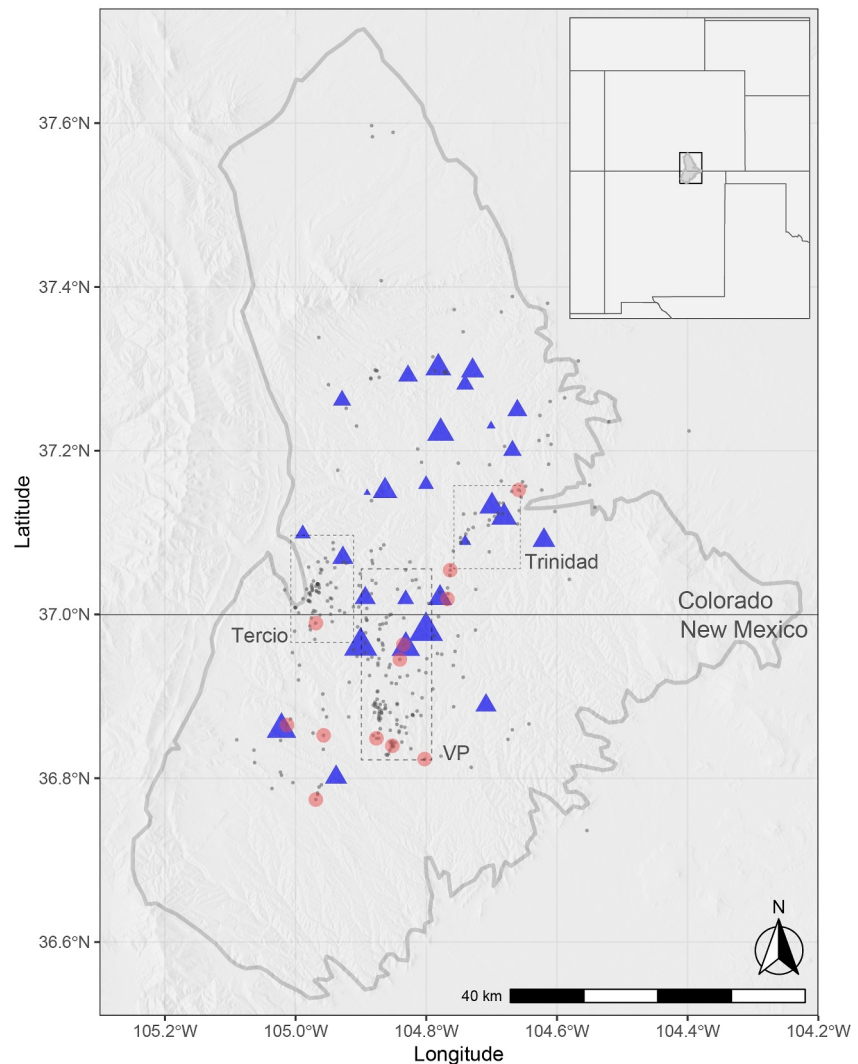 37.6°N
37.4°N
37.2°N
37.0°N
36.8°N
36.6°N
Latitude
Trinidad
Colorado
New Mexico
Tercio
VP
N
40 km
105.2°W
105.0°W
104.8°W
104.6°W
104.4°W
104.2°W
Longitude